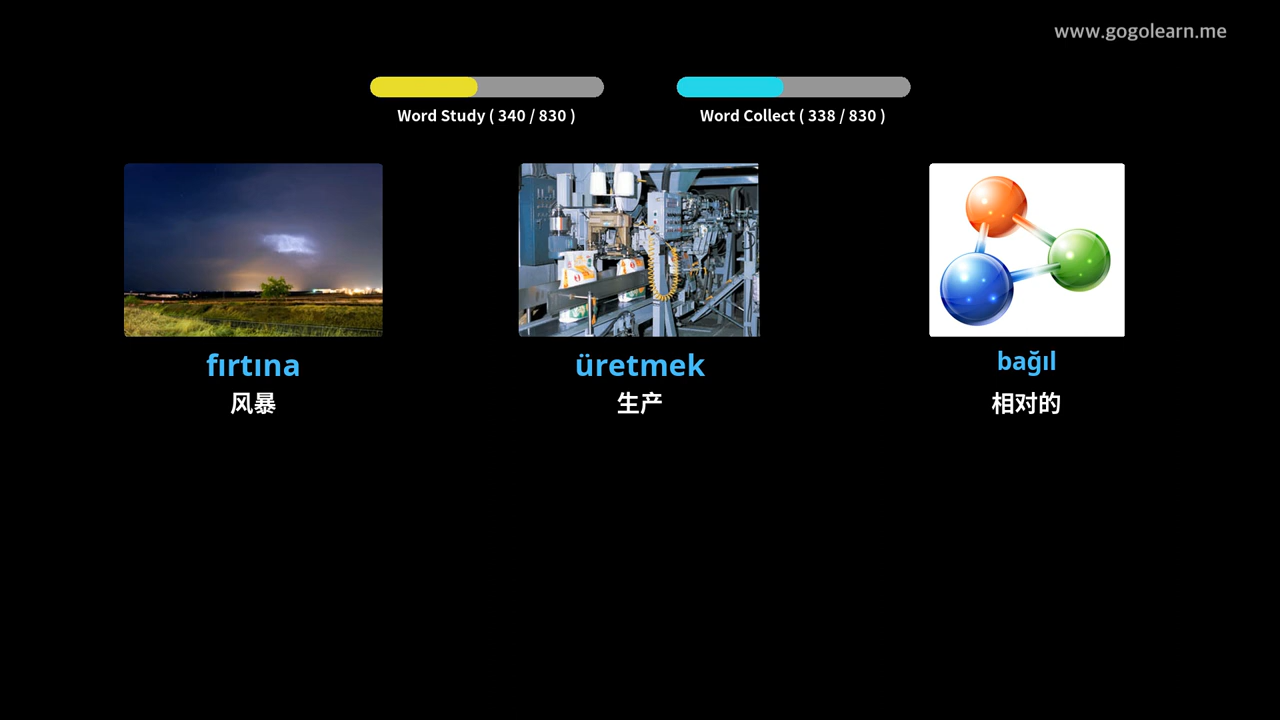 www.gogolearn.me
Word Study ( 340 / 830 )
Word Collect ( 338 / 830 )
fırtına
风暴
üretmek
生产
bağıl
相对的